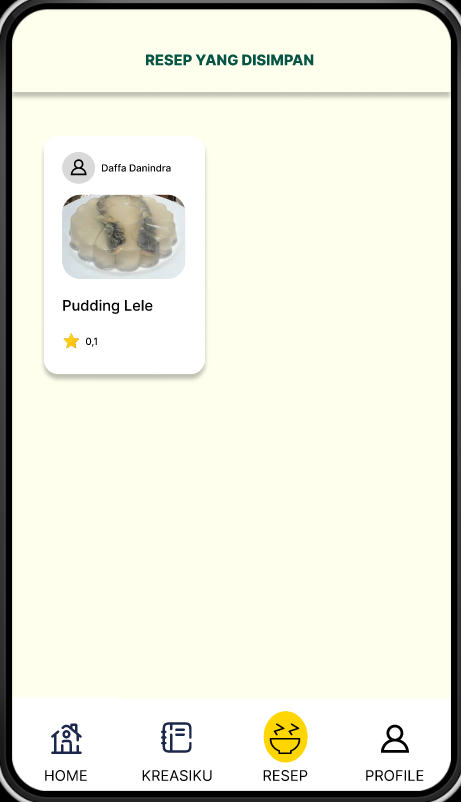 RESEP YANG DISIMPAN
Daffa Danindra
Pudding Lele
0,1
HOME
KREASIKU
RESEP
PROFILE